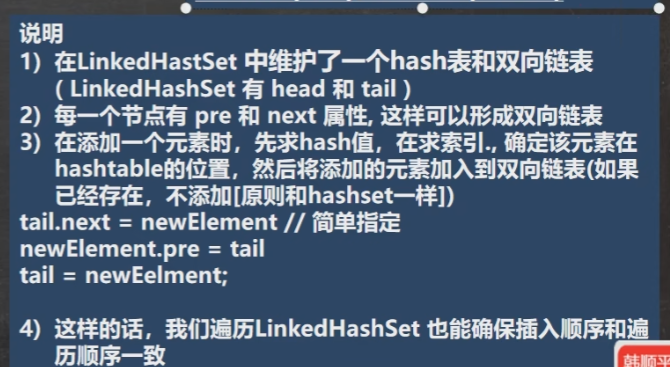 说明
1) 在LinkedHastSet 中维护了一个hash表和双向链表
( LinkedHashSet 有 head 和 tail )
2) 每一个节点有 pre 和 next 属性, 这样可以形成双向链表
3) 在添加一个元素时，先求hash值，在求索引., 确定该元素在
hashtable的位置，然后将添加的元素加入到双向链表(如果
已经存在，不添加[原则和hashset一样])
tail.next = newElement // 简单指定
newElement.pre = tail
tail = newEelment;
4) 这样的话，我们遍历LinkedHashSet 也能确保插入顺序和遍
历顺序一致
韩顺平